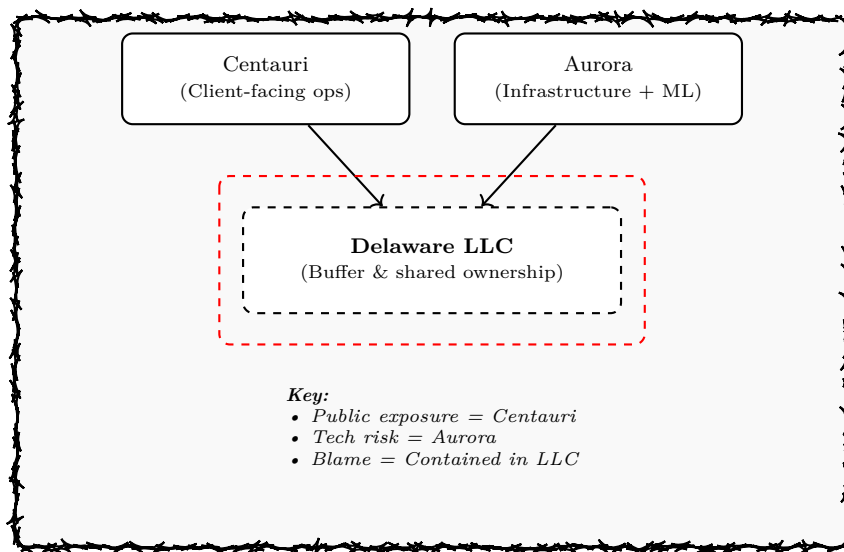 Centauri
(Client-facing ops)
Aurora
(Infrastructure + ML)
Delaware LLC
(Buffer & shared ownership)
Key:
• Public exposure = Centauri
• Tech risk = Aurora
• Blame = Contained in LLC